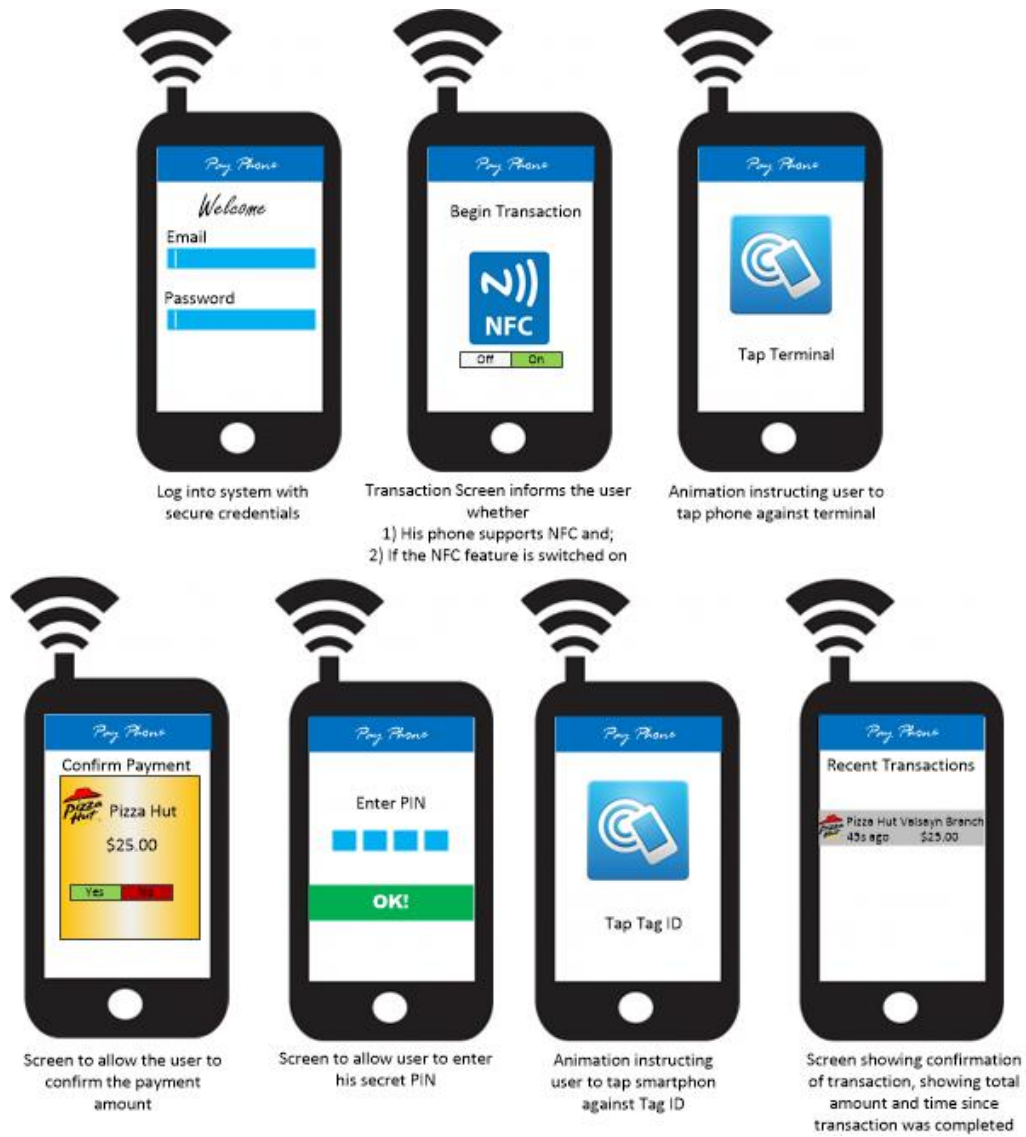 Pay Phone
Welcome
Email
Password
Log into system with
secure credentials
Pay Phone
Begin Transaction
N
NFC
Off On
Transaction Screen informs the user
whether
1) His phone supports NFC and;
2) If the NFC feature is switched on
Pay Phone
Tap Terminal
Animation instructing user to
tap phone against terminal
Pay Phone
Confirm Payment
Pizza
Hut
Pizza Hut
$25.00
Yes No
Screen to allow the user to
confirm the payment
amount
Pay Phone
Enter PIN
OK!
Screen to allow user to enter
his secret PIN
Pay Phone
Tap Tag ID
Animation instructing
user to tap smartphon
against Tag ID
Pay Phone
Recent Transactions
Pizza
Hut
Pizza Hut Valsayn Branch
45s ago $25.00
Screen showing confirmation
of transaction, showing total
amount and time since
transaction was completed